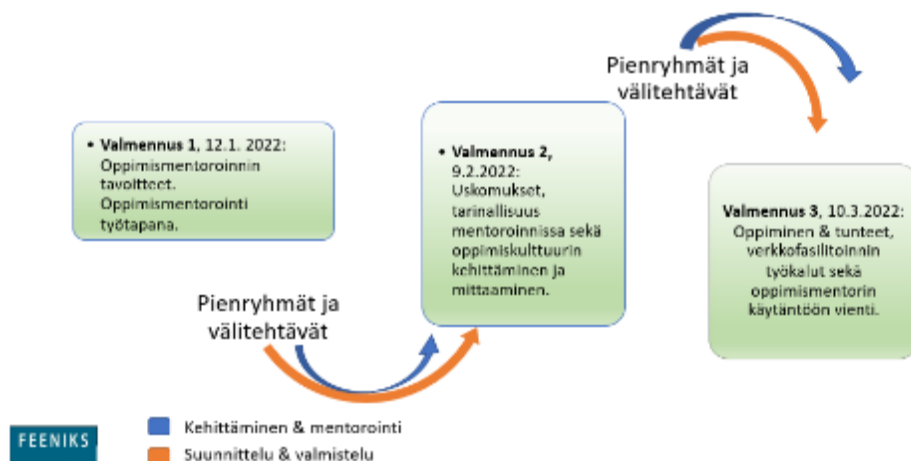 • Valmennus 1, 12.1. 2022:
Oppimismentoroinnin
tavoitteet.
Oppimismentorointi
työtapana.
Pienryhmät ja
välitehtävät
• Valmennus 2,
9.2.2022:
Uskomukset,
tarinallisuus
mentoroinnissa sekä
oppimiskulttuurin
kehittäminen ja
mittaaminen.
Pienryhmät ja
välitehtävät
Valmennus 3, 10.3.2022:
Oppiminen & tunteet,
verkkofasilitoinnin
työkalut sekä
oppimismentorin
käytäntöön vienti.
FEENIKS
Kehittäminen & mentorointi
Suunnittelu & valmistelu